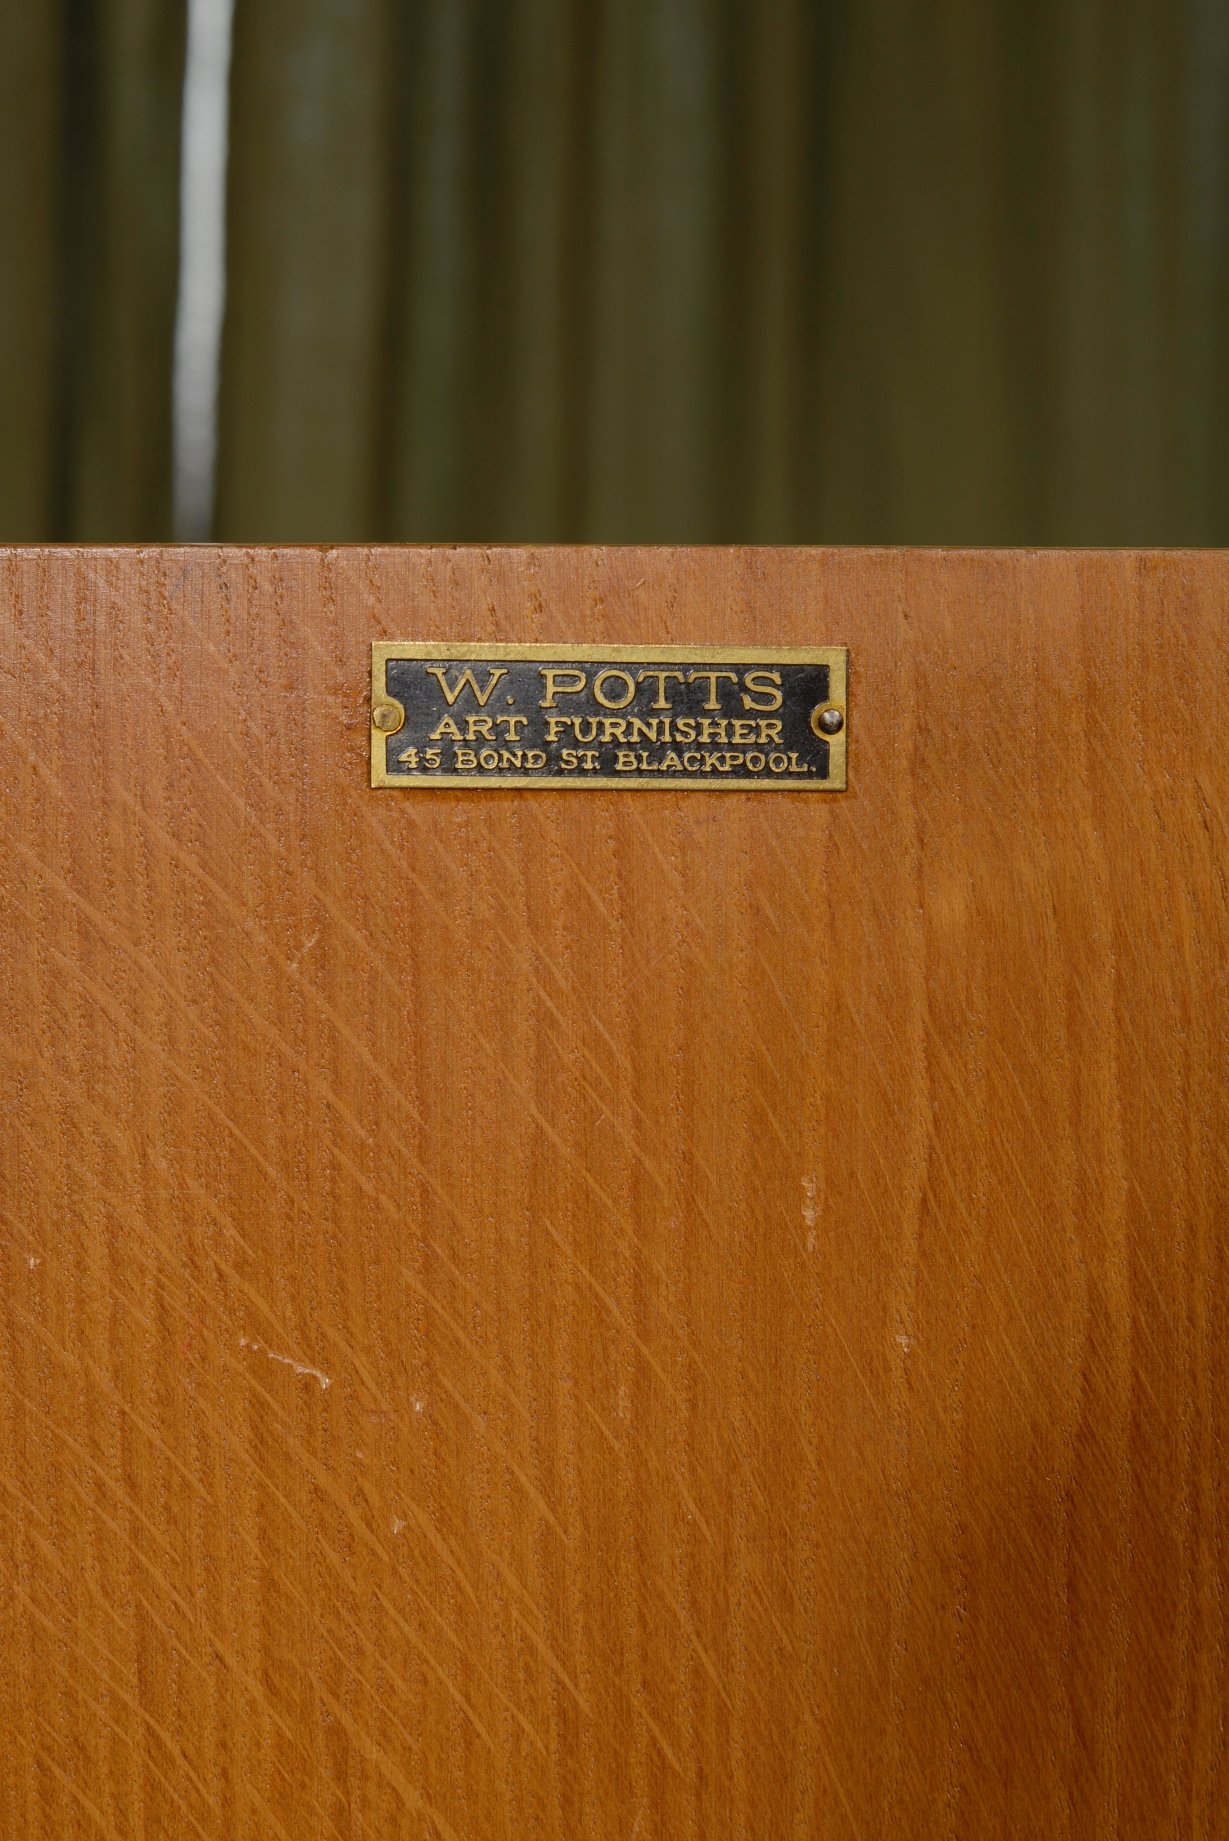 W. POTTS
ART FURNISHER
45 BOND ST. BLACKPOOL.